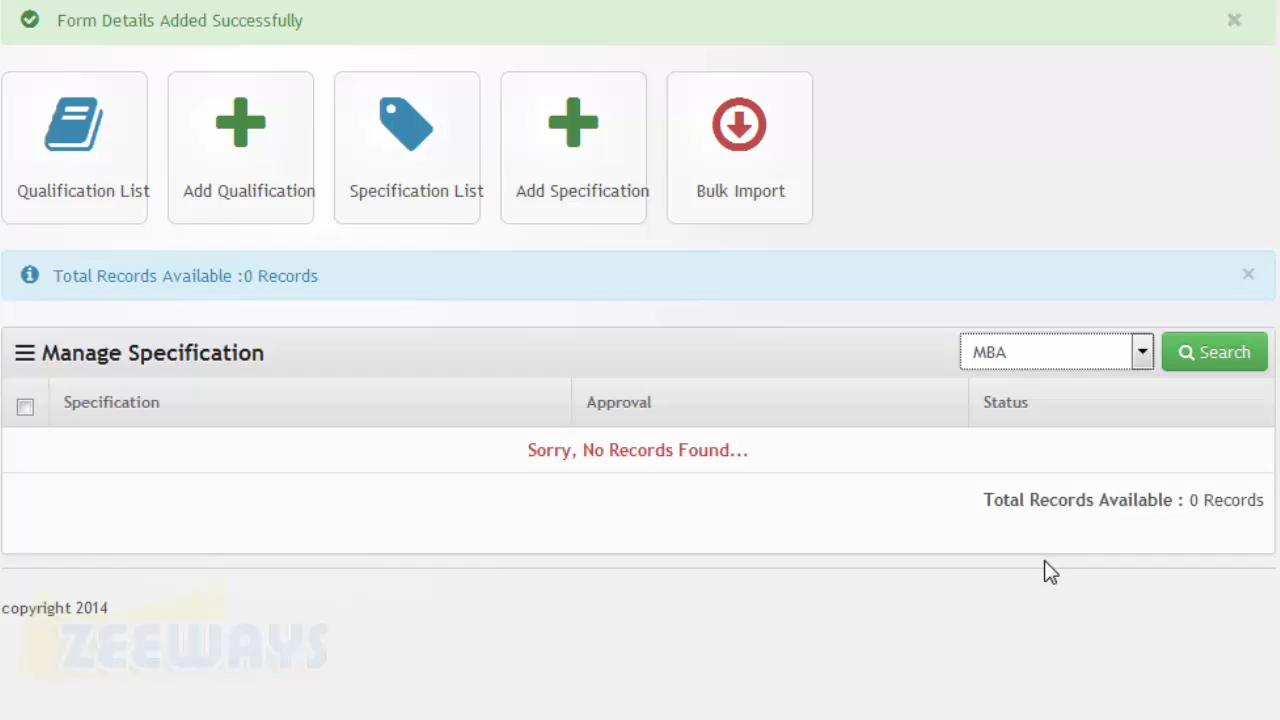 Form Details Added Successfully
Qualification List
Add Qualification
Specification List
Add Specification
Bulk Import
Total Records Available :0 Records
Manage Specification
MBA
Search
Specification
Approval
Status
Sorry, No Records Found...
Total Records Available : 0 Records
copyright 2014
ZEEWAYS